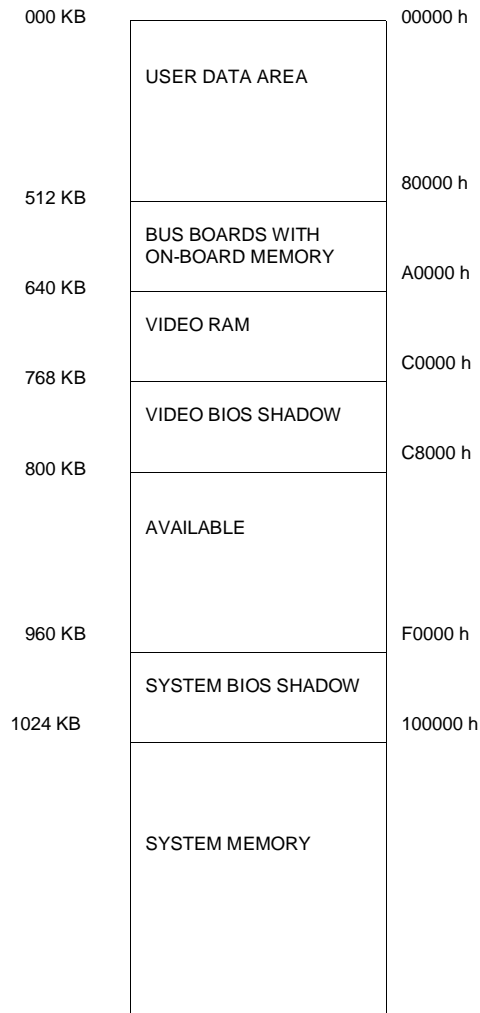 000 KB
00000 h
USER DATA AREA
80000 h
512 KB
BUS BOARDS WITH
ON-BOARD MEMORY
A0000 h
640 KB
VIDEO RAM
C0000 h
768 KB
VIDEO BIOS SHADOW
C8000 h
800 KB
AVAILABLE
960 KB
F0000 h
SYSTEM BIOS SHADOW
1024 KB
100000 h
SYSTEM MEMORY